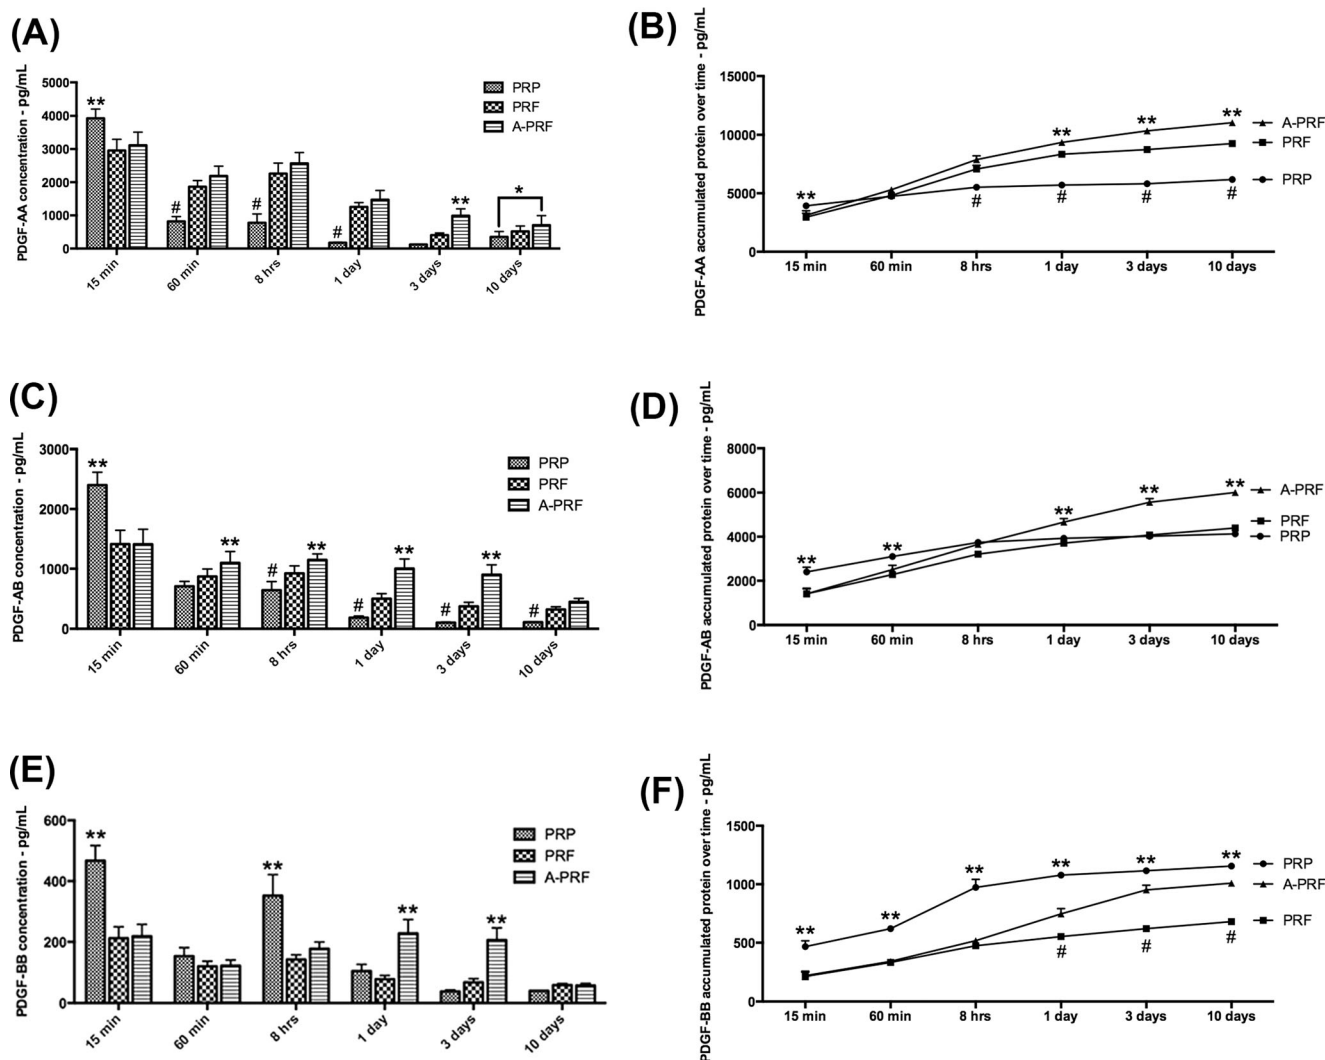 (A)
PDGF-AA concentration - pg/mL
5000
4000
3000
2000
1000
0
PRP
PRF
A-PRF
**
#
#
#
**
*
15 min
60 min
8 hrs
1 day
3 days
10 days
(B)
PDGF-AA accumulated protein over time - pg/mL
15000
10000
5000
0
**
**
**
**
#
#
#
#
A-PRF
PRF
PRP
15 min
60 min
8 hrs
1 day
3 days
10 days
(C)
PDGF-AB concentration - pg/mL
3000
2000
1000
0
PRP
PRF
A-PRF
**
**
#
**
#
**
#
**
#
15 min
60 min
8 hrs
1 day
3 days
10 days
(D)
PDGF-AB accumulated protein over time - pg/mL
8000
6000
4000
2000
0
**
**
**
**
**
A-PRF
PRF
PRP
15 min
60 min
8 hrs
1 day
3 days
10 days
(E)
PDGF-BB concentration - pg/mL
600
400
200
0
PRP
PRF
A-PRF
**
**
**
**
15 min
60 min
8 hrs
1 day
3 days
10 days
(F)
PDGF-BB accumulated protein over time - pg/mL
1500
1000
500
0
**
**
**
**
**
**
#
#
#
PRP
A-PRF
PRF
15 min
60 min
8 hrs
1 day
3 days
10 days